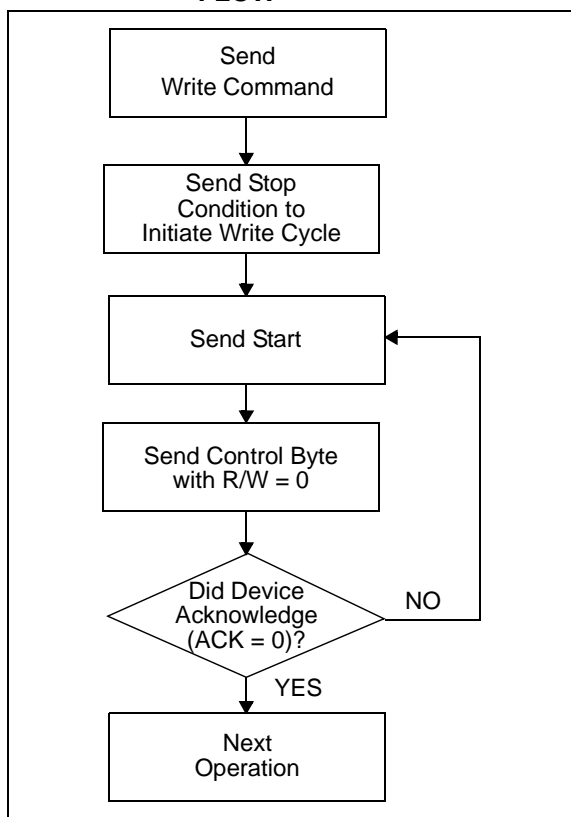 Send
Write Command
Send Stop
Condition to
Initiate Write Cycle
Send Start
Send Control Byte
with R/W = 0
Did Device
Acknowledge
(ACK = 0)?
NO
YES
Next
Operation